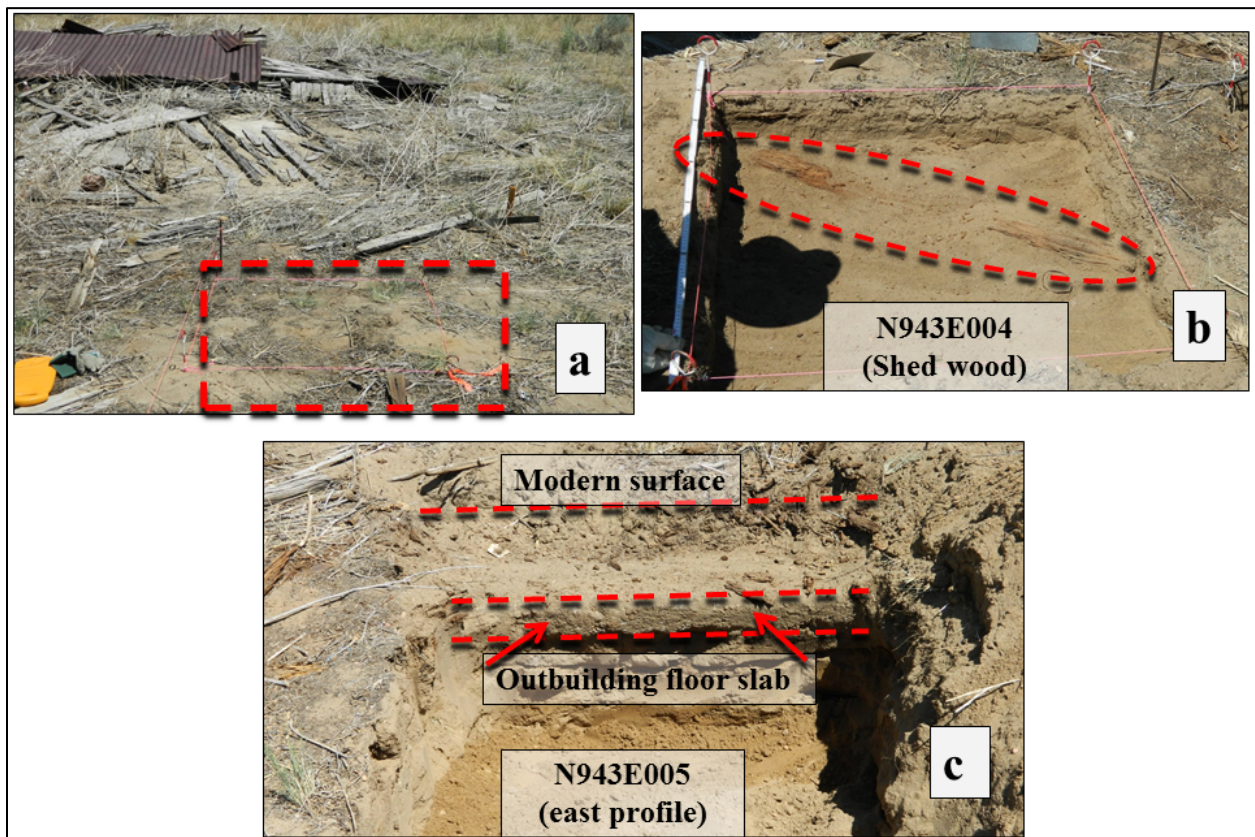 a
N943E004
(Shed wood)
b
Modern surface
Outbuilding floor slab
N943E005
(east profile)
c